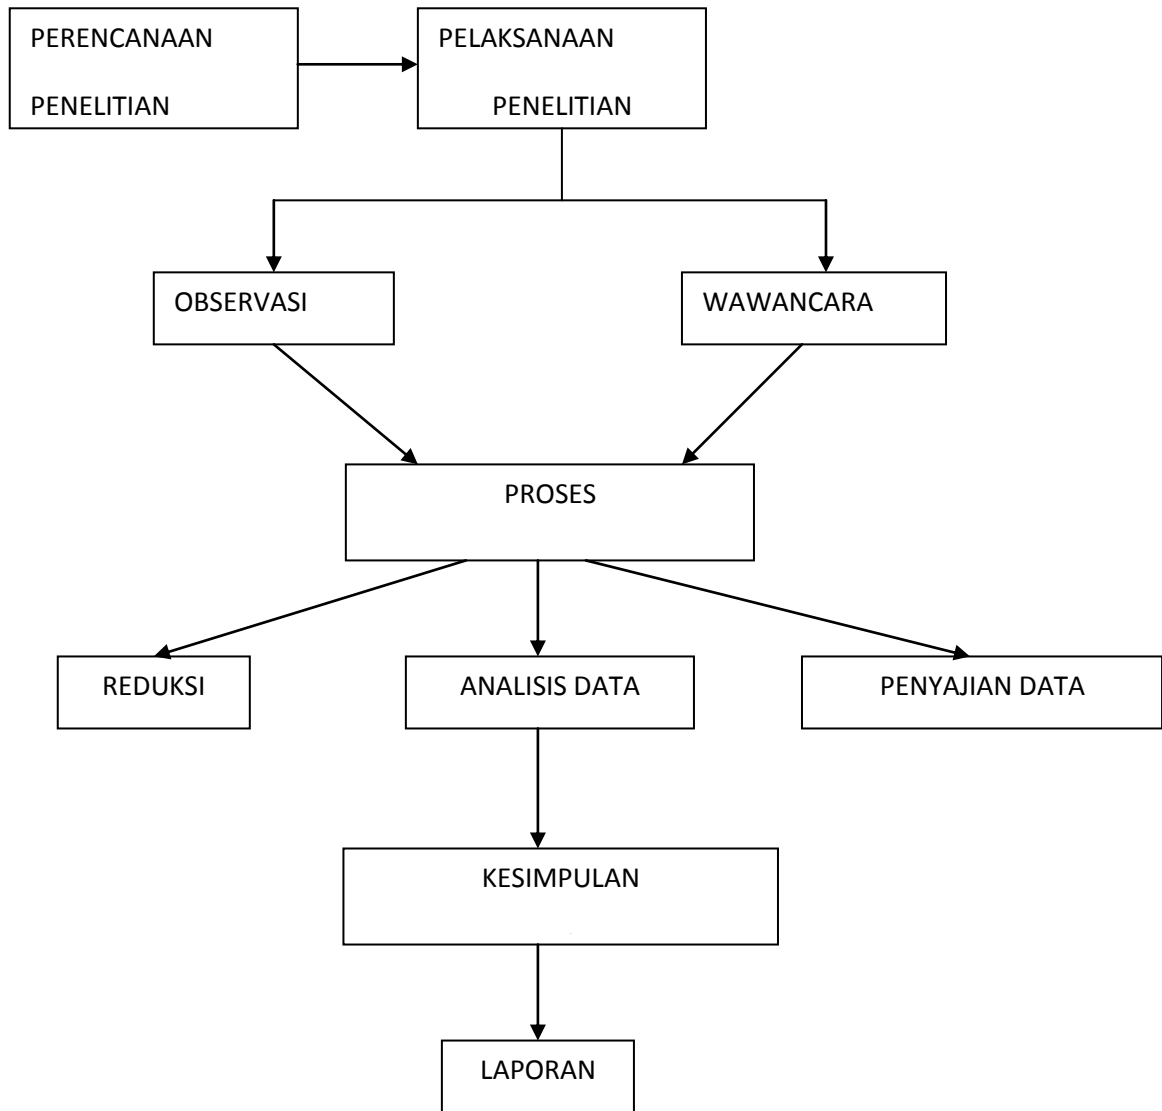 PERENCANAAN
PENELITIAN
PELAKSANAAN
PENELITIAN
OBSERVASI
WAWANCARA
PROSES
REDUKSI
ANALISIS DATA
PENYAJIAN DATA
KESIMPULAN
LAPORAN